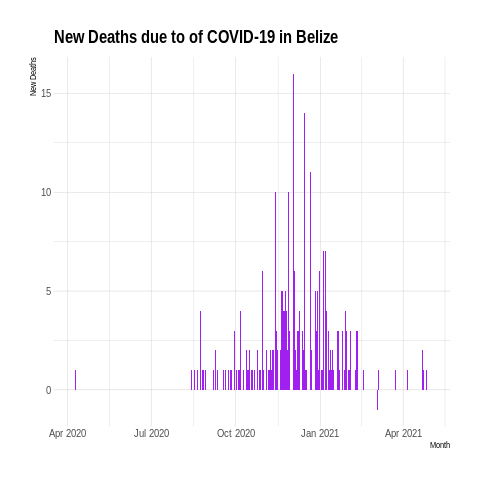 New Deaths due to of COVID-19 in Belize
New Deaths
15
10
5
0
Apr 2020 Jul 2020 Oct 2020 Jan 2021 Apr 2021
Month